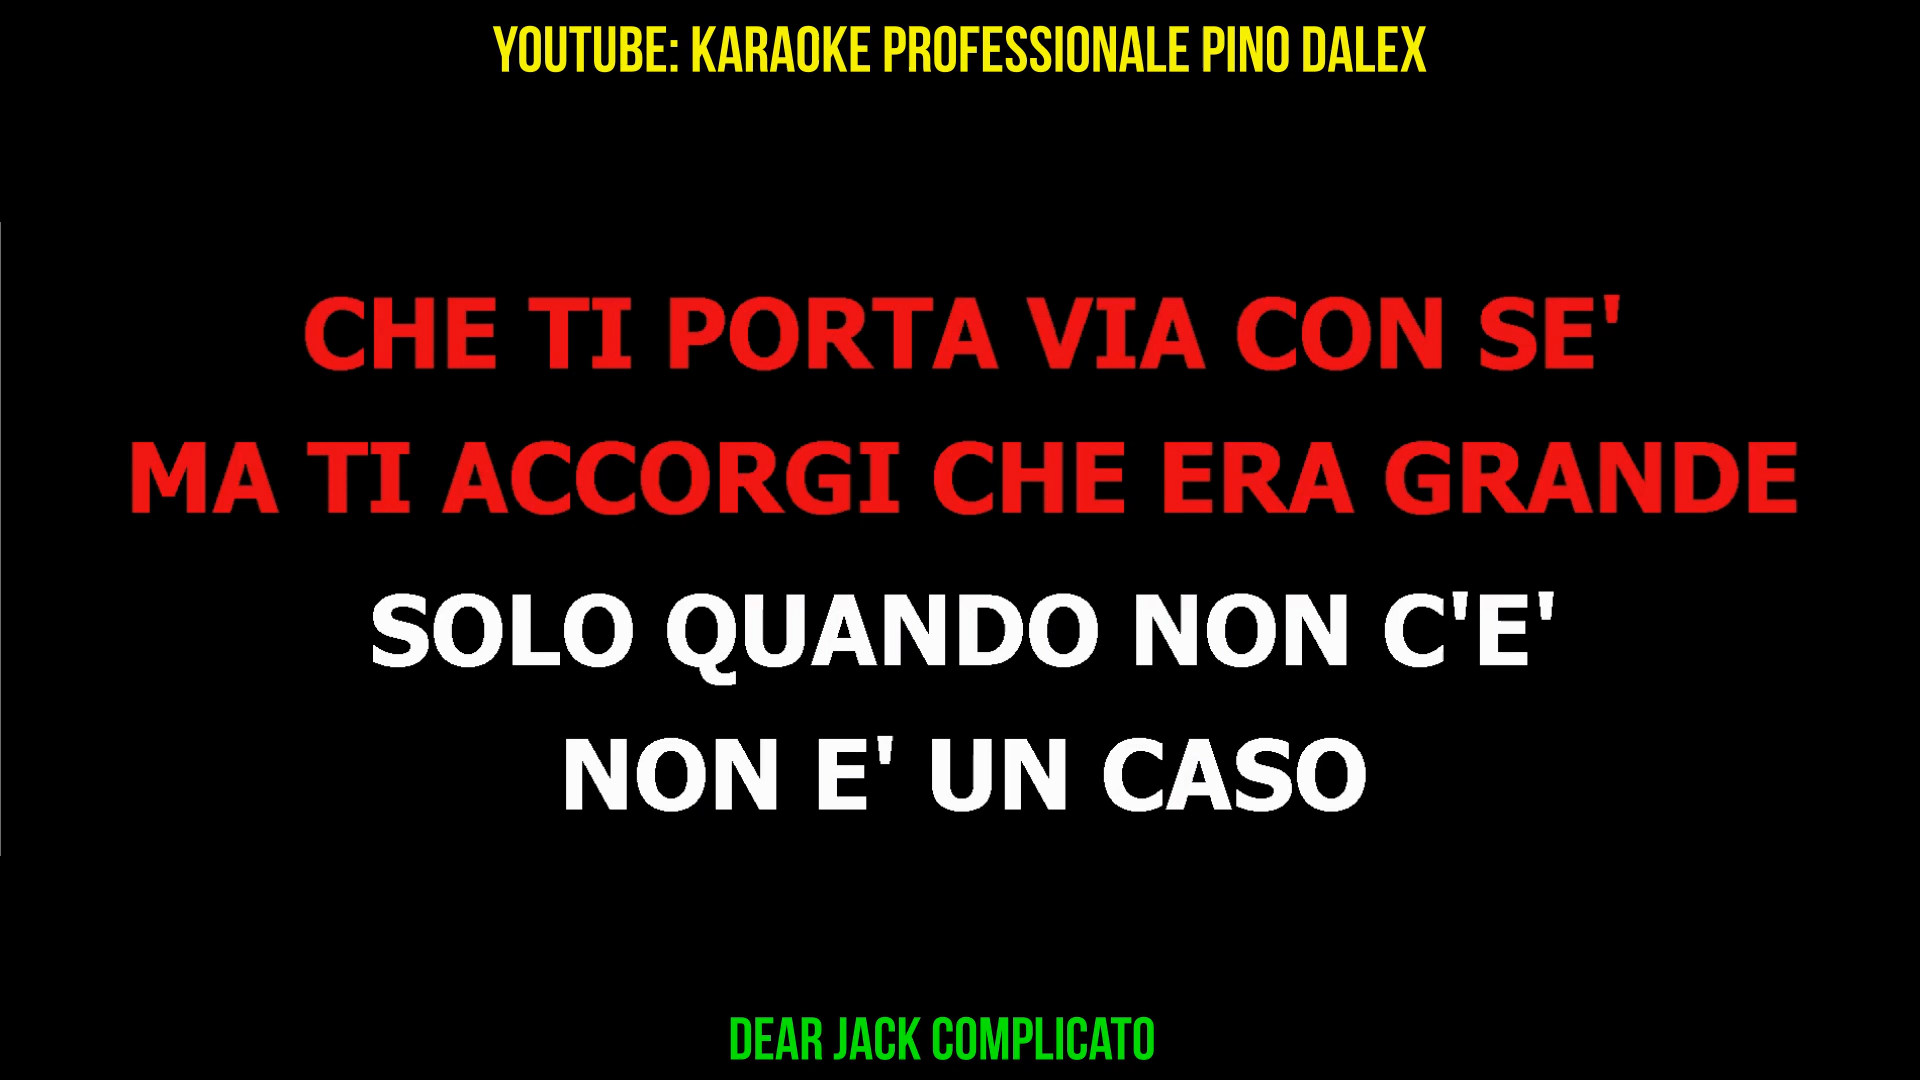 YOUTUBE: KARAOKE PROFESSIONALE PINO DALEX
CHE TI PORTA VIA CON SE'
MA TI ACCORGI CHE ERA GRANDE
SOLO QUANDO NON C'E'
NON E' UN CASO
DEAR JACK COMPLICATO